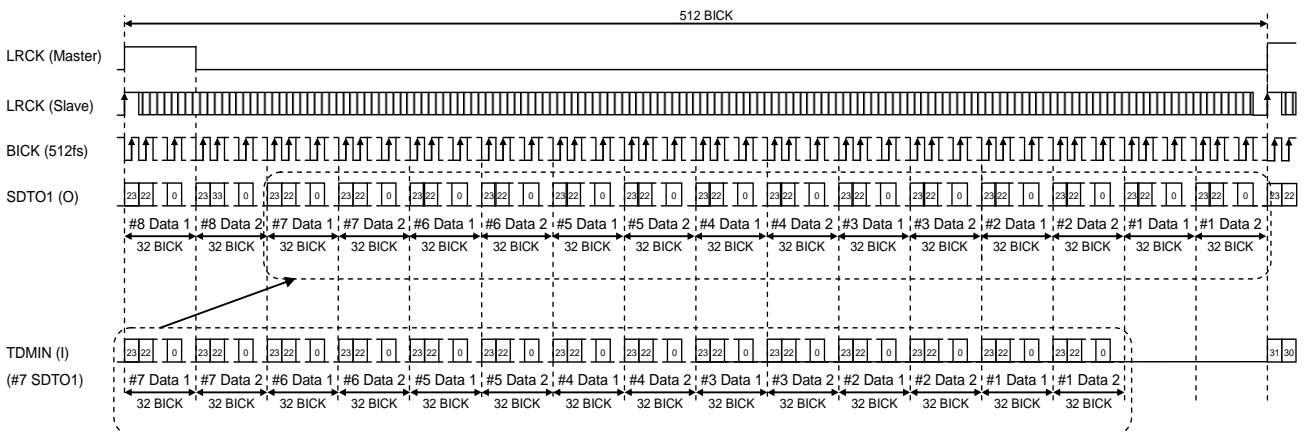 512 BICK
LRCK (Master)
LRCK (Slave)
BICK (512fs)
SDTO1 (O)
23 22 0 23 33 0 23 22 0 23 22 0 23 22 0 23 22 0 23 22 0 23 22 0 23 22 0 23 22 0 23 22 0 23 22 0 23 22 0 23 22 0 23 22 0 23 22 0 23 22
#8 Data 1 #8 Data 2 #7 Data 1 #7 Data 2 #6 Data 1 #6 Data 2 #5 Data 1 #5 Data 2 #4 Data 1 #4 Data 2 #3 Data 1 #3 Data 2 #2 Data 1 #2 Data 2 #1 Data 1 #1 Data 2
32 BICK 32 BICK 32 BICK 32 BICK 32 BICK 32 BICK 32 BICK 32 BICK 32 BICK 32 BICK 32 BICK 32 BICK 32 BICK 32 BICK 32 BICK 32 BICK
TDMIN (I)
23 22 0 23 22 0 23 22 0 23 22 0 23 22 0 23 22 0 23 22 0 23 22 0 23 22 0 23 22 0 23 22 0 23 22 0 23 22 0 23 22 0 31 30
(#7 SDTO1)
#7 Data 1 #7 Data 2 #6 Data 1 #6 Data 2 #5 Data 1 #5 Data 2 #4 Data 1 #4 Data 2 #3 Data 1 #3 Data 2 #2 Data 1 #2 Data 2 #1 Data 1 #1 Data 2
32 BICK 32 BICK 32 BICK 32 BICK 32 BICK 32 BICK 32 BICK 32 BICK 32 BICK 32 BICK 32 BICK 32 BICK 32 BICK 32 BICK